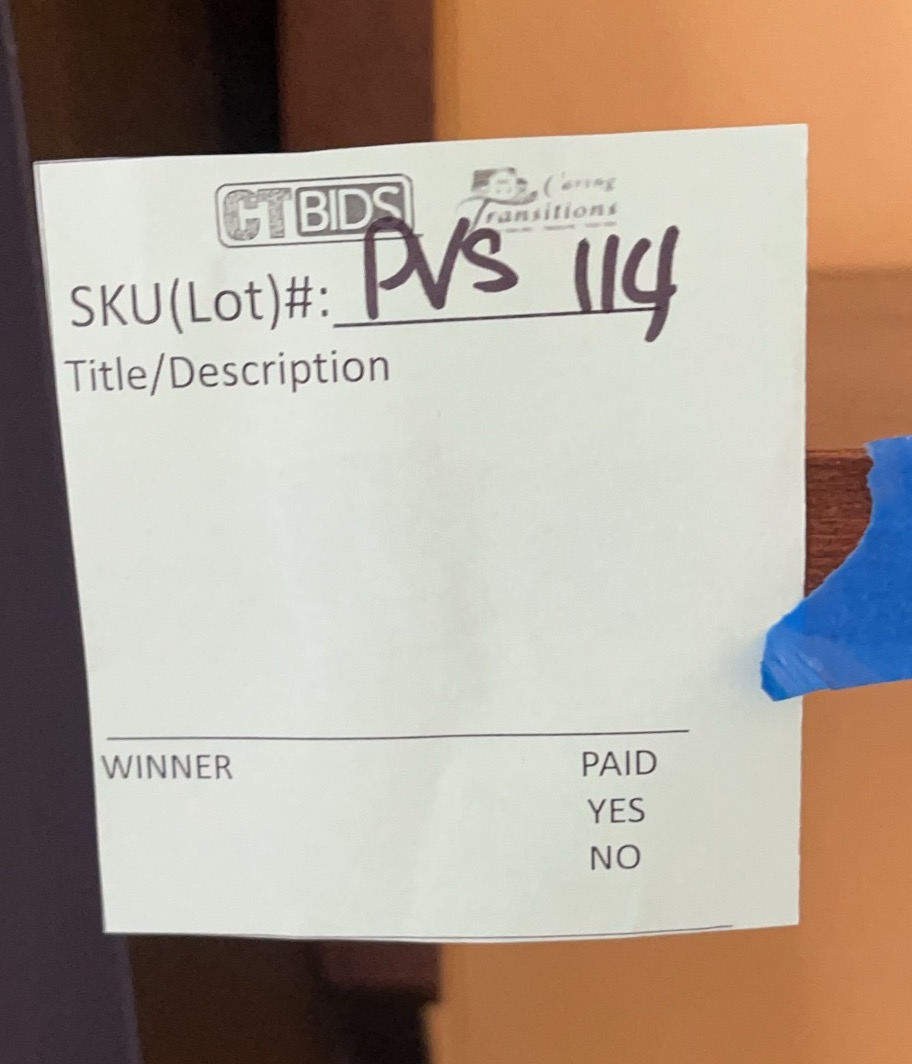 CTBIDS
Caring
Transitions
SKU(Lot)#: PVS 114
Title/Description
WINNER PAID
YES
NO